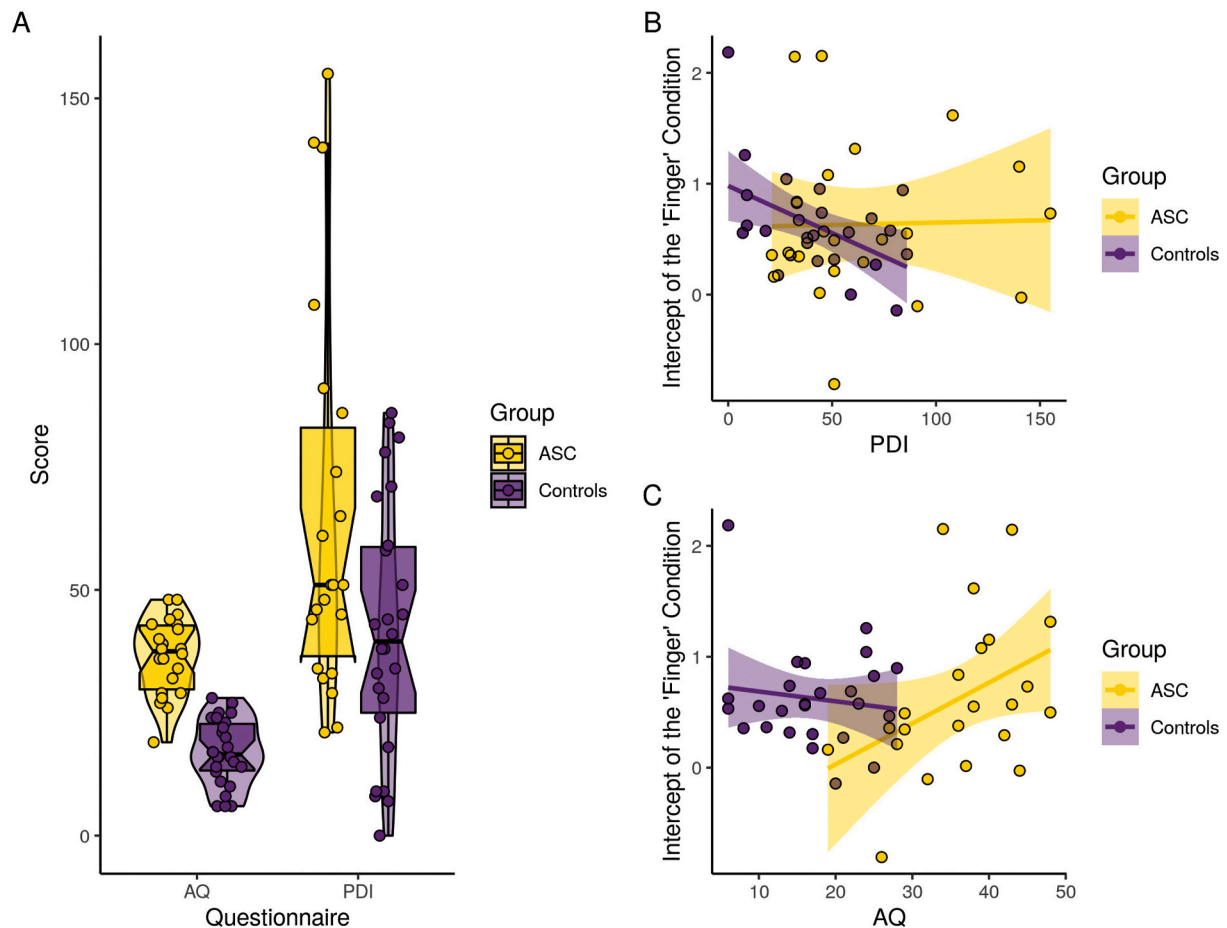 A
Score
150
100
50
0
AQ
PDI
Questionnaire
Group
ASC
Controls
B
Intercept of the 'Finger' Condition
2
1
0
0
50
100
150
PDI
Group
ASC
Controls
C
Intercept of the 'Finger' Condition
2
1
0
10
20
30
40
50
AQ
Group
ASC
Controls